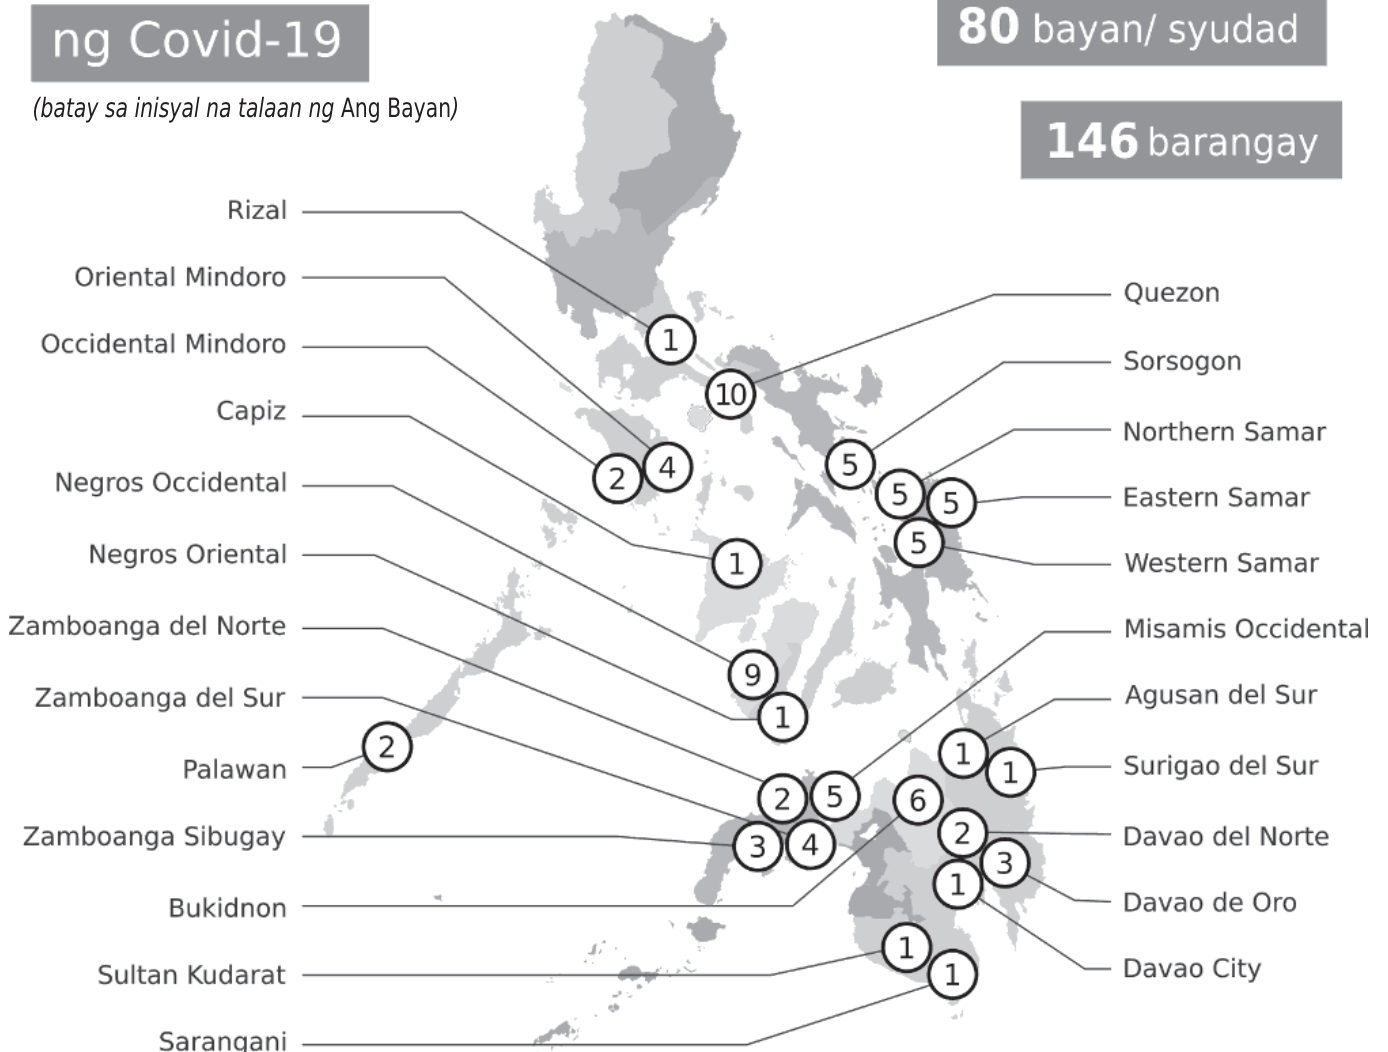 ng Covid-19
(batay sa inisyal na talaan ng Ang Bayan)
80 bayan/ syudad
146 barangay
Rizal
Oriental Mindoro
Occidental Mindoro
Capiz
Negros Occidental
Negros Oriental
Zamboanga del Norte
Zamboanga del Sur
Palawan
Zamboanga Sibugay
Bukidnon
Sultan Kudarat
Sarangani
1
10
2
4
5
5
5
5
1
9
1
2
2
5
3
4
6
1
1
2
3
1
1
1
Quezon
Sorsogon
Northern Samar
Eastern Samar
Western Samar
Misamis Occidental
Agusan del Sur
Surigao del Sur
Davao del Norte
Davao de Oro
Davao City